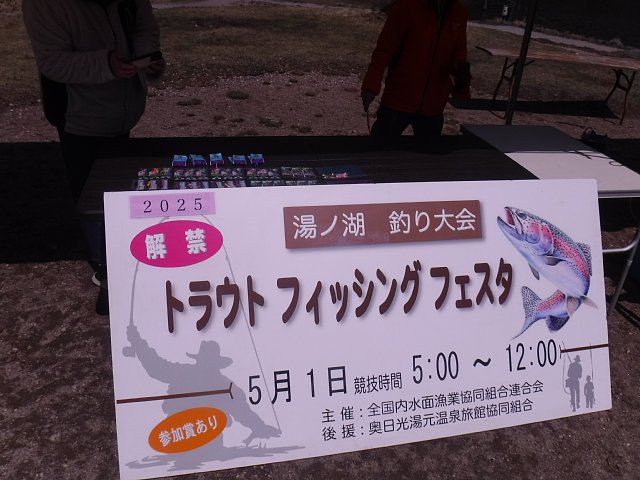 2025
解禁
湯ノ湖 釣り大会
トラウト フィッシング フェスタ
5月1日 競技時間 5:00 ～ 12:00
主催：全国内水面漁業協同組合連合会
後援：奥日光湯元温泉旅館協同組合
参加賞あり